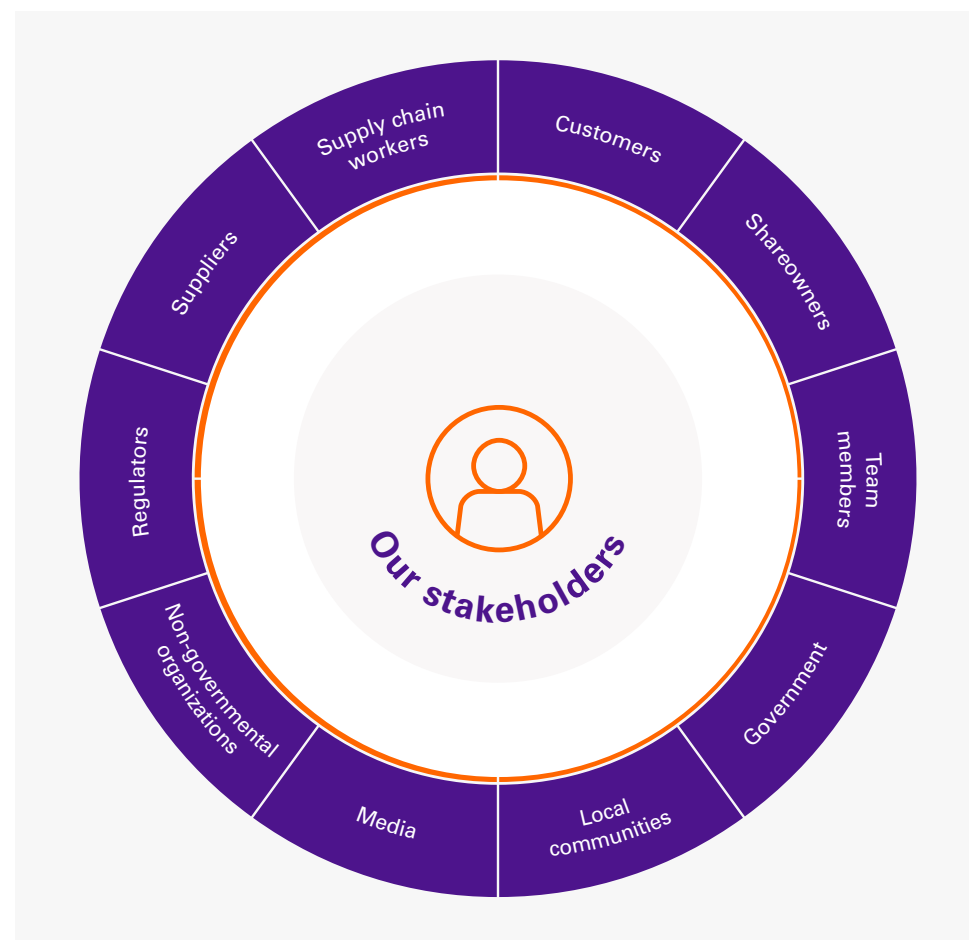 Customers
Shareowners
Team
members
Government
Local
communities
Media
Non-governmental
organizations
Regulators
Suppliers
Supply chain
workers
Our stakeholders